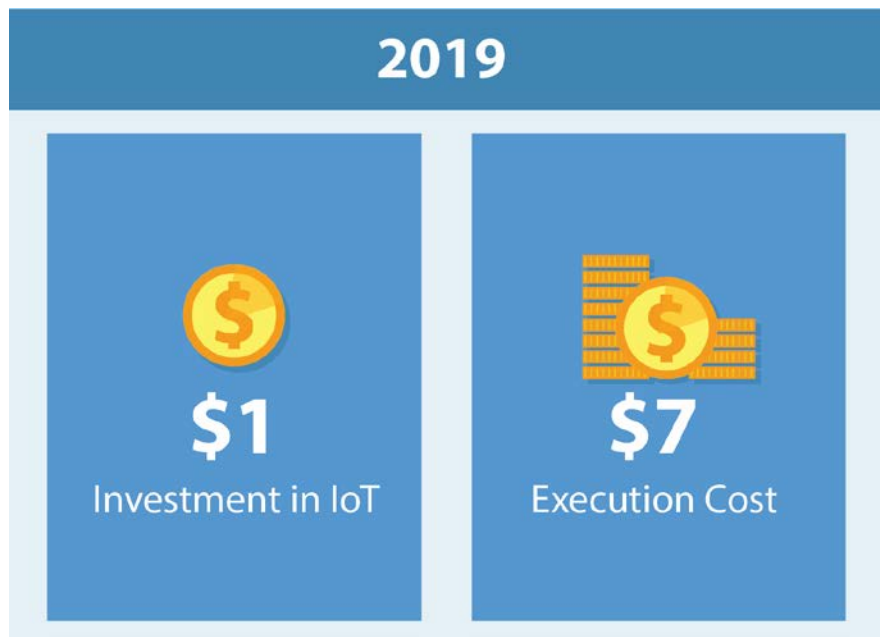 2019
$
$1
Investment in IoT
$
$7
Execution Cost